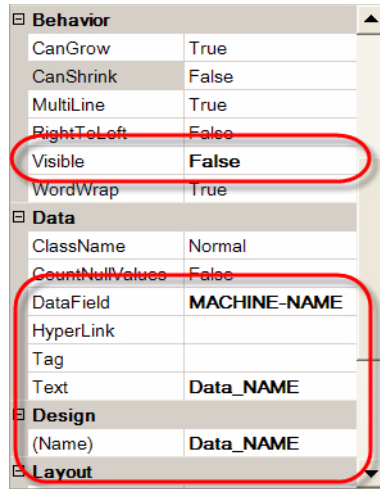 Behavior
CanGrow True
CanShrink False
MultiLine True
RightToLeft False
Visible False
WordWrap True
Data
ClassName Normal
CountNullValues False
DataField MACHINE-NAME
HyperLink
Tag
Text Data_NAME
Design
(Name) Data_NAME
Layout